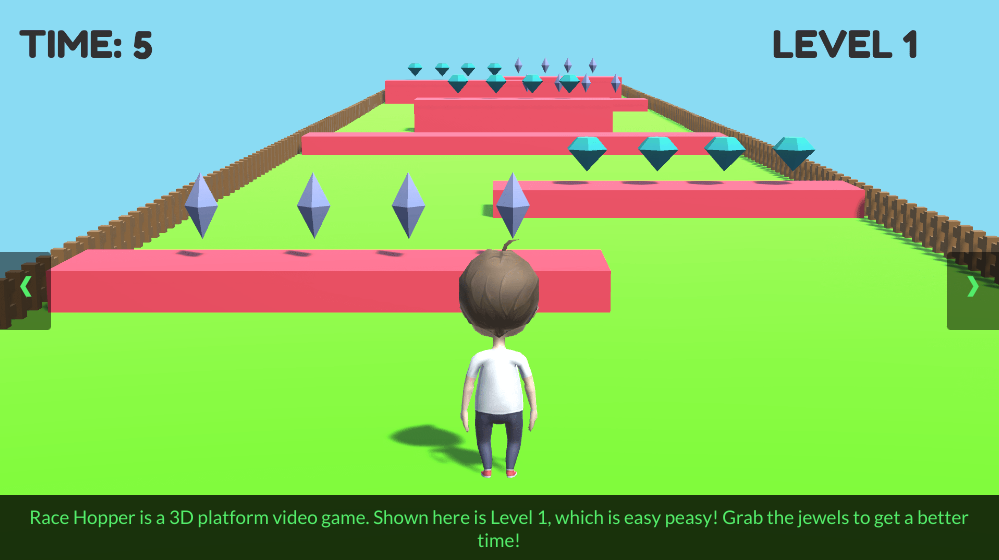 TIME: 5
LEVEL 1
Race Hopper is a 3D platform video game. Shown here is Level 1, which is easy peasy! Grab the jewels to get a better
time!